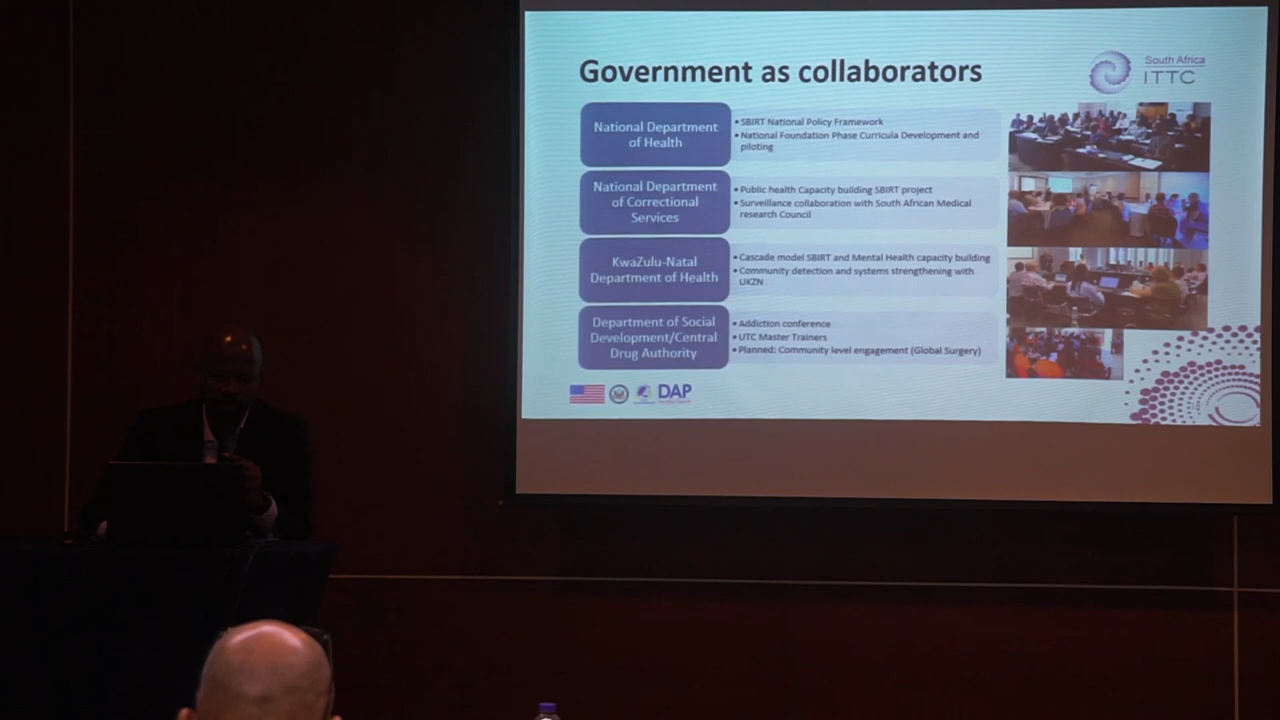 Government as collaborators
South Africa
ITTC
National Department
of Health
• SBIRT National Policy Framework
• National Foundation Phase Curricula Development and
piloting
National Department
of Correctional
Services
• Public health Capacity building SBIRT project
• Surveillance collaboration with South African Medical
research Council
KwaZulu-Natal
Department of Health
• Cascade model SBIRT and Mental Health capacity building
• Community detection and systems strengthening with
UKZN
Department of Social
Development/Central
Drug Authority
• Addiction conference
• UTC Master Trainers
• Planned: Community level engagement (Global Surgery)
DAP